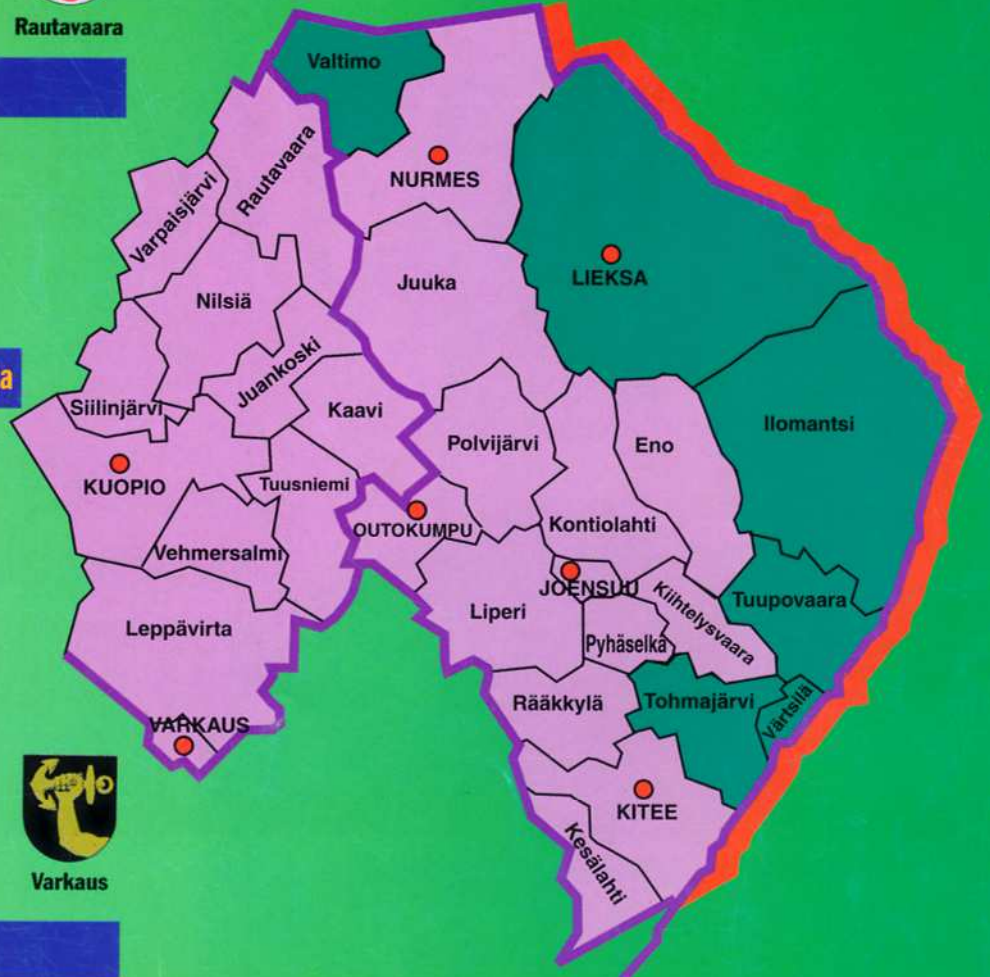 Rautavaara
Valtimo
Rautavaara
NURMES
Varpaisjärvi
LIEKSA
Juuka
Nilsiä
Juankoski
a
Siilinjärvi
Kaavi
Ilomantsi
Polvijärvi
Eno
KUOPIO
Tuusniemi
OUTOKUMPU
Kontiolahti
Vehmersalmi
JOENSUU
Kiihtelysvaara
Tuupovaara
Liperi
Leppävirta
Pyhäselkä
Rääkkylä
Tohmajärvi
Värtsilä
VARKAUS
KITEE
Kesälahti
Varkaus